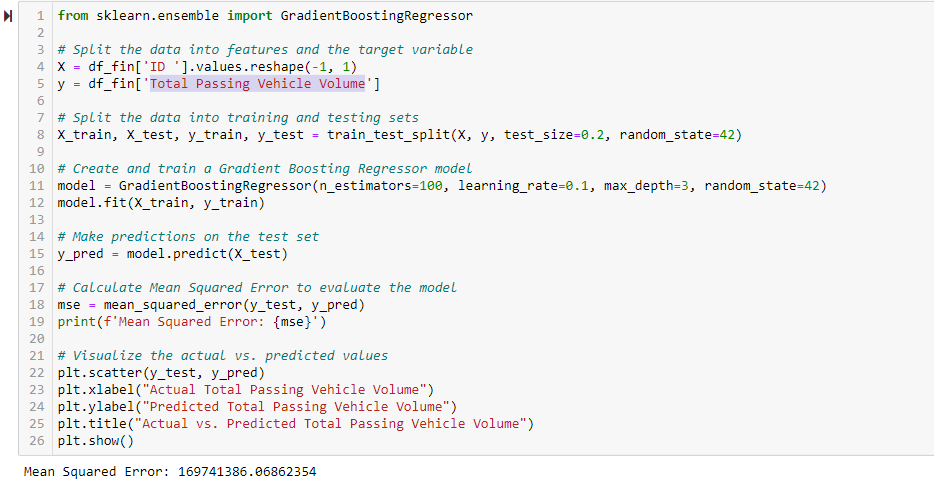 1 from sklearn.ensemble import GradientBoostingRegressor
2
3 # Split the data into features and the target variable
4 X = df_fin['ID '].values.reshape(-1, 1)
5 y = df_fin['Total Passing Vehicle Volume']
6
7 # Split the data into training and testing sets
8 X_train, X_test, y_train, y_test = train_test_split(X, y, test_size=0.2, random_state=42)
9
10 # Create and train a Gradient Boosting Regressor model
11 model = GradientBoostingRegressor(n_estimators=100, learning_rate=0.1, max_depth=3, random_state=42)
12 model.fit(X_train, y_train)
13
14 # Make predictions on the test set
15 y_pred = model.predict(X_test)
16
17 # Calculate Mean Squared Error to evaluate the model
18 mse = mean_squared_error(y_test, y_pred)
19 print(f'Mean Squared Error: {mse}')
20
21 # Visualize the actual vs. predicted values
22 plt.scatter(y_test, y_pred)
23 plt.xlabel("Actual Total Passing Vehicle Volume")
24 plt.ylabel("Predicted Total Passing Vehicle Volume")
25 plt.title("Actual vs. Predicted Total Passing Vehicle Volume")
26 plt.show()
Mean Squared Error: 169741386.06862354